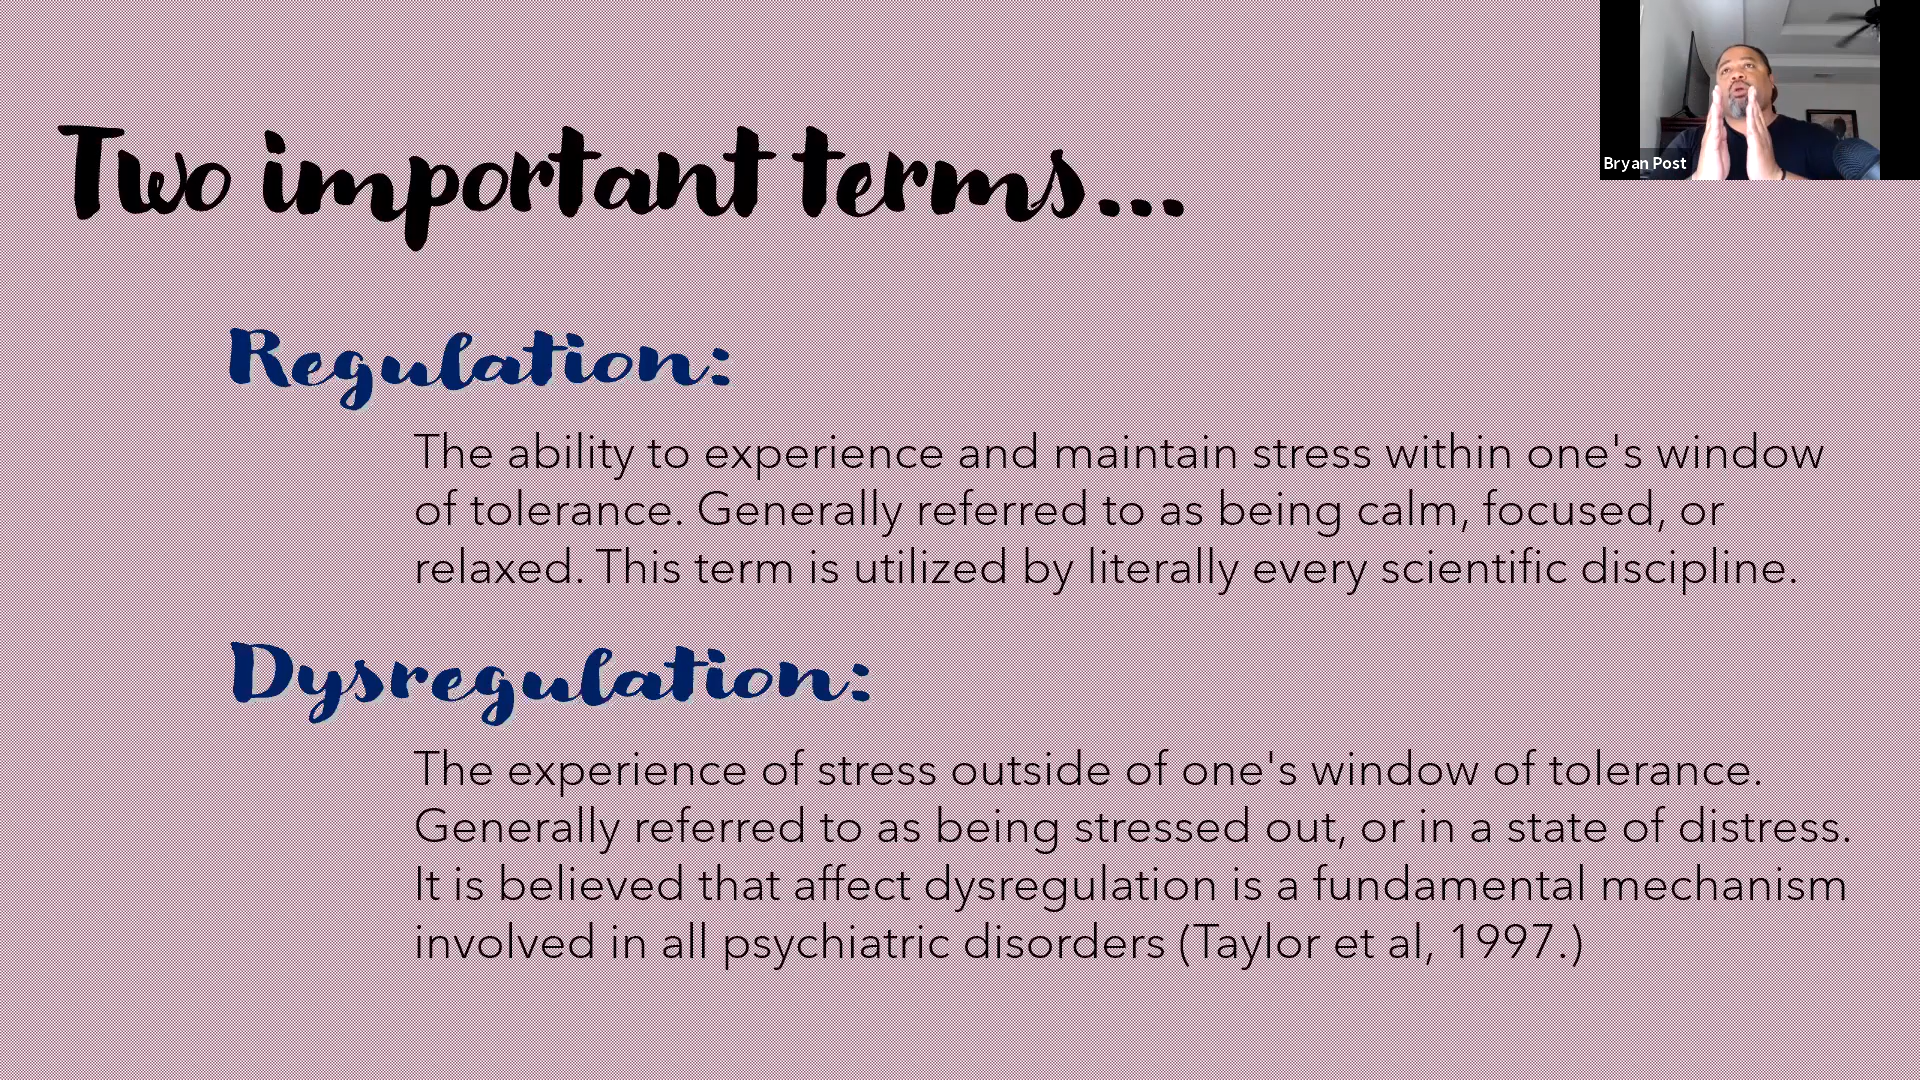 Two important terms...
Bryan Post
Regulation:
The ability to experience and maintain stress within one's window
of tolerance. Generally referred to as being calm, focused, or
relaxed. This term is utilized by literally every scientific discipline.
Dysregulation:
The experience of stress outside of one's window of tolerance.
Generally referred to as being stressed out, or in a state of distress.
It is believed that affect dysregulation is a fundamental mechanism
involved in all psychiatric disorders (Taylor et al, 1997.)